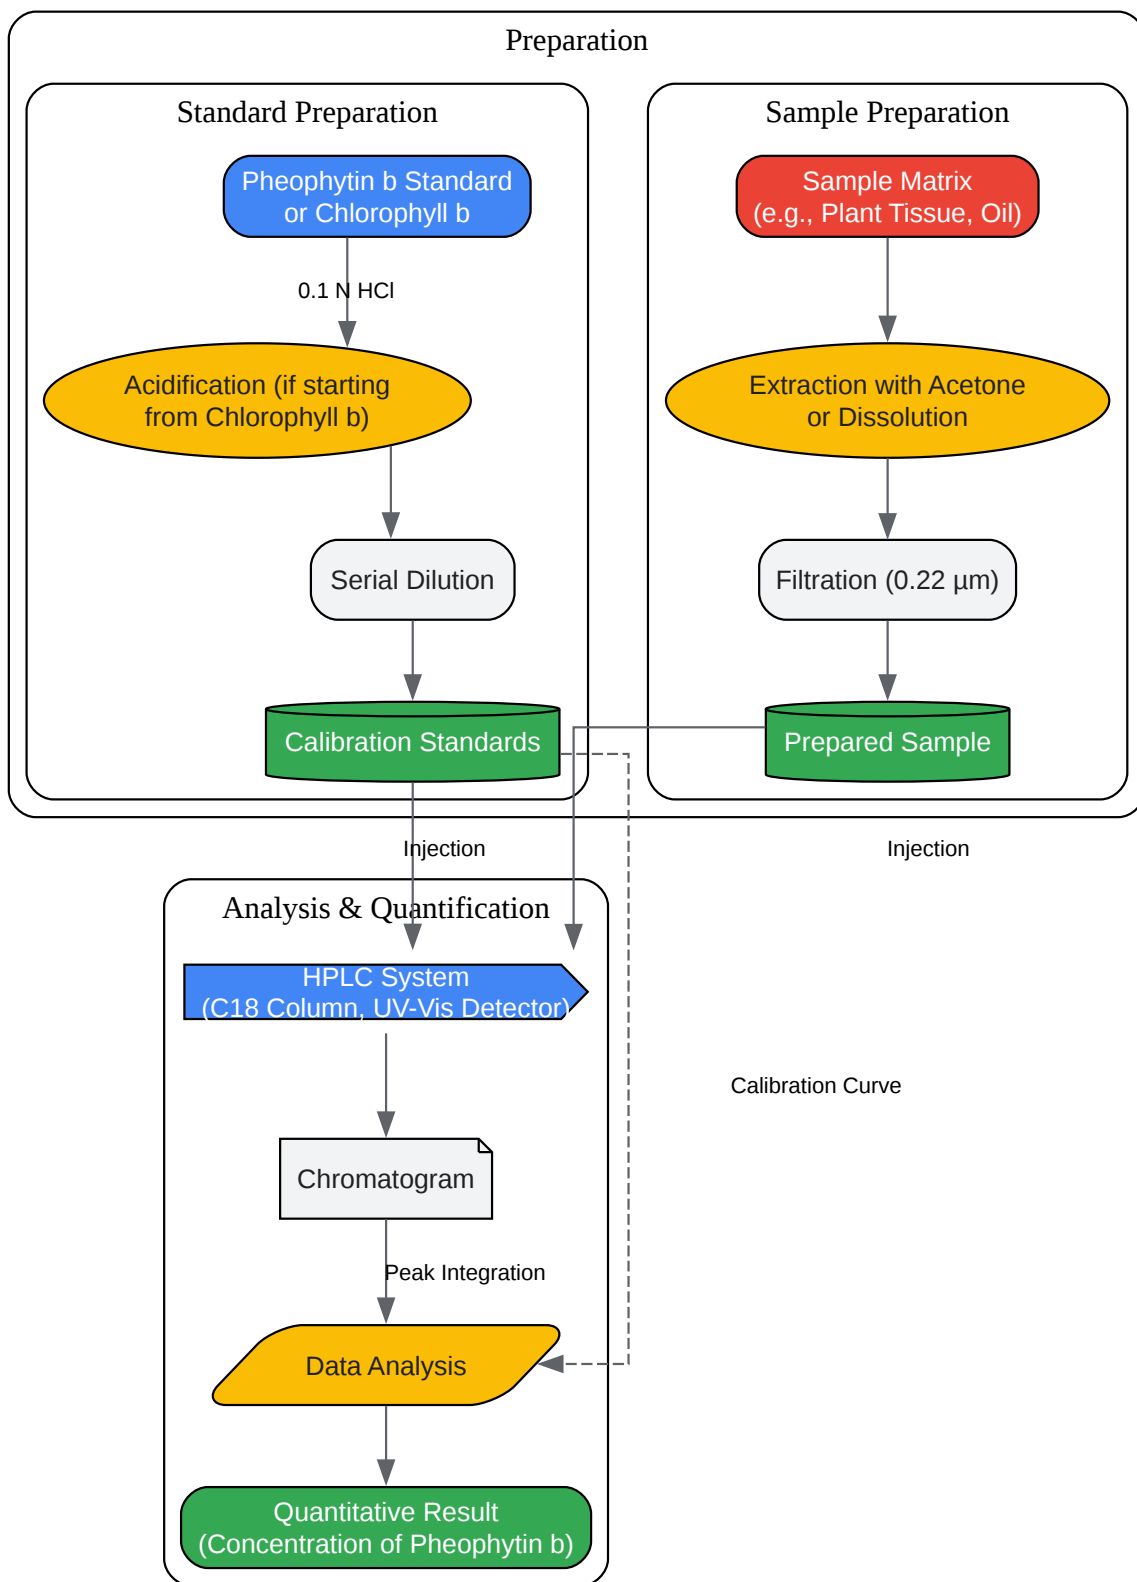 Preparation
Standard Preparation
Pheophytin b Standard
or Chlorophyll b
0.1 N HCl
Acidification (if starting
from Chlorophyll b)
Serial Dilution
Calibration Standards
Sample Preparation
Sample Matrix
(e.g., Plant Tissue, Oil)
Extraction with Acetone
or Dissolution
Filtration (0.22 µm)
Prepared Sample
Injection
Injection
Analysis & Quantification
HPLC System
(C18 Column, UV-Vis Detector)
Calibration Curve
Chromatogram
Peak Integration
Data Analysis
Quantitative Result
(Concentration of Pheophytin b)